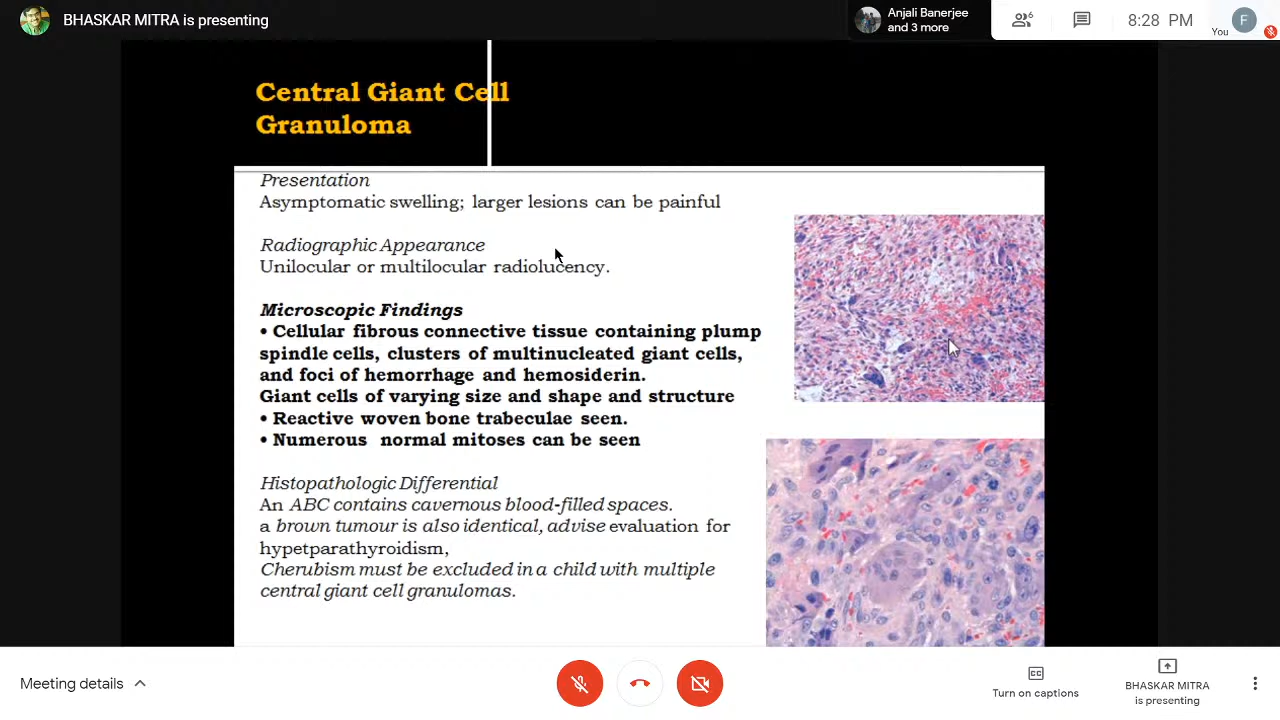 BHASKAR MITRA is presenting
Anjali Banerjee
and 3 more
6
8:28 PM
You
F
Central Giant Cell
Granuloma
Presentation
Asymptomatic swelling; larger lesions can be painful
Radiographic Appearance
Unilocular or multilocular radiolucency.
Microscopic Findings
• Cellular fibrous connective tissue containing plump
spindle cells, clusters of multinucleated giant cells,
and foci of hemorrhage and hemosiderin.
Giant cells of varying size and shape and structure
• Reactive woven bone trabeculae seen.
• Numerous normal mitoses can be seen
Histopathologic Differential
An ABC contains cavernous blood-filled spaces.
a brown tumour is also identical, advise evaluation for
hypetparathyroidism,
Cherubism must be excluded in a child with multiple
central giant cell granulomas.
Meeting details
CC
Turn on captions
BHASKAR MITRA
is presenting